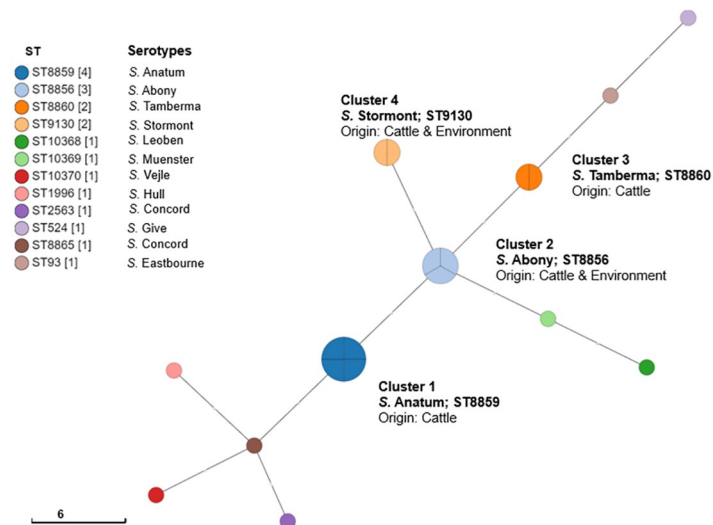 ST Serotypes
ST8859 [4] S. Anatum
ST8856 [3] S. Abony
ST8860 [2] S. Tamberma
ST9130 [2] S. Stormont
ST10368 [1] S. Leoben
ST10369 [1] S. Muenster
ST10370 [1] S. Vejle
ST1996 [1] S. Hull
ST2563 [1] S. Concord
ST524 [1] S. Give
ST8865 [1] S. Concord
ST93 [1] S. Eastbourne
Cluster 4
S. Stormont; ST9130
Origin: Cattle & Environment
Cluster 3
S. Tamberma; ST8860
Origin: Cattle
Cluster 2
S. Abony; ST8856
Origin: Cattle & Environment
Cluster 1
S. Anatum; ST8859
Origin: Cattle
6